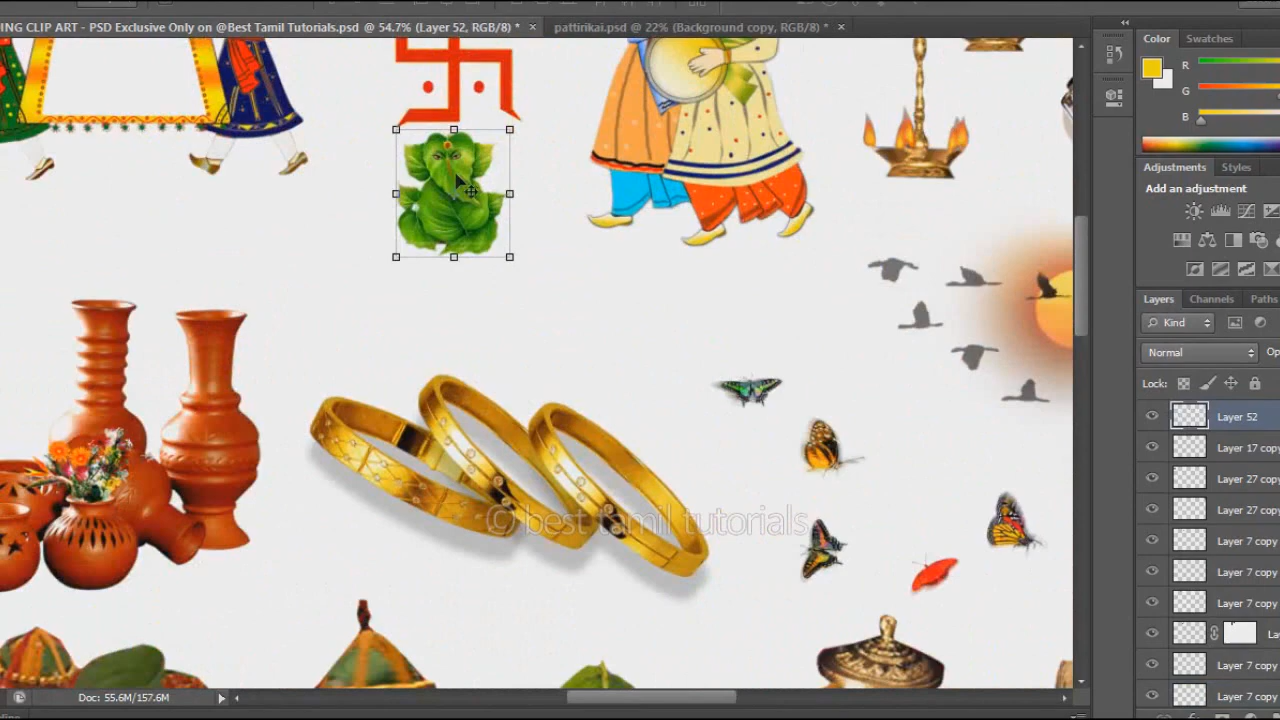 ING CLIP ART - PSD Exclusive Only on @Best Tamil Tutorials.psd @ 54.7% (Layer 52, RGB/8) * ×
pattirikai.psd @ 22% (Background copy, RGB/8) * ×
Color Swatches
R
G
B
Adjustments Styles
Add an adjustment
Layers Channels Paths
Kind
Normal Op
Lock:
Layer 52
Layer 17 copy
Layer 27 copy
Layer 27 copy
Layer 7 copy
Layer 7 copy
Layer 7 copy
La
Layer 7 copy
Layer 7 copy
© best tamil tutorials
Doc: 55.6M/157.6M